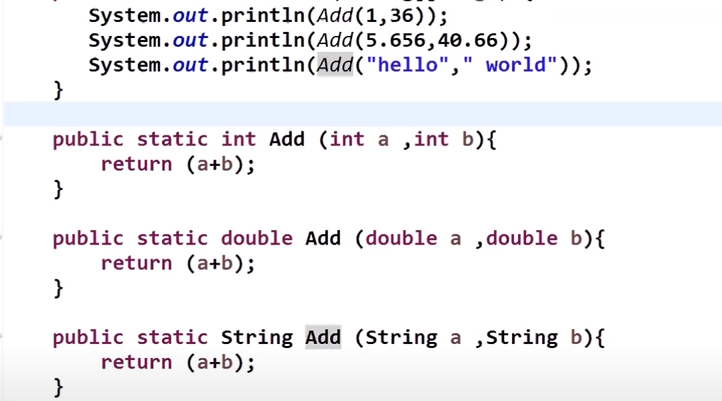 System.out.println(Add(1,36));
System.out.println(Add(5.656,40.66));
System.out.println(Add("hello"," world"));
}
public static int Add (int a ,int b){
return (a+b);
}
public static double Add (double a ,double b){
return (a+b);
}
public static String Add (String a ,String b){
return (a+b);
}